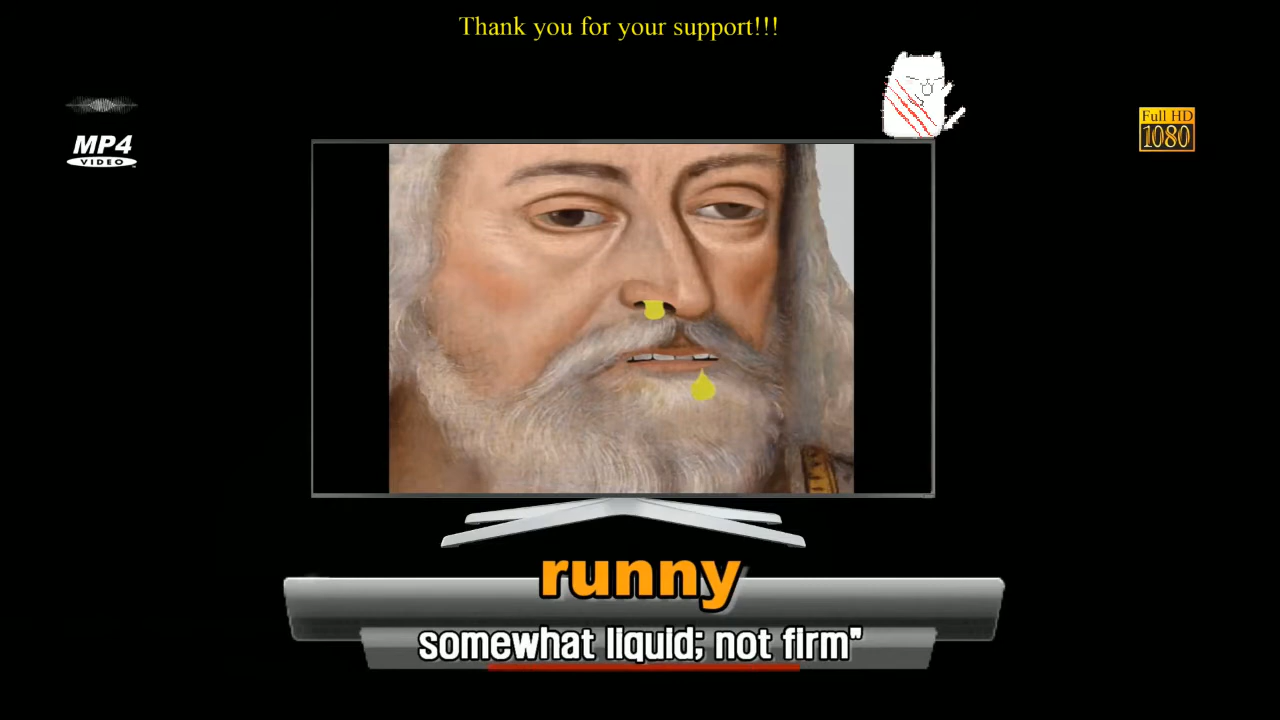 Thank you for your support!!!
MP4
VIDEO
Full HD
1080
runny
somewhat liquid; not firm"